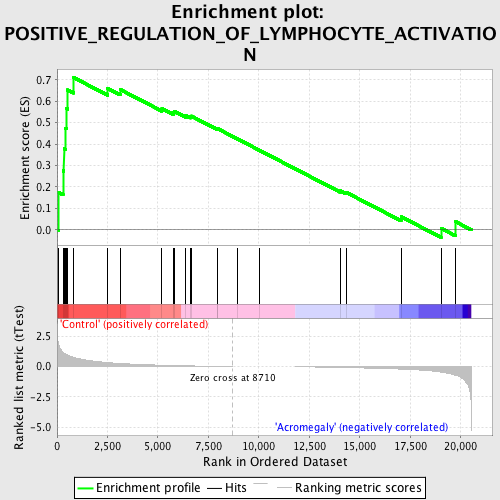 Enrichment plot:
POSITIVE_REGULATION_OF_LYMPHOCYTE_ACTIVATIO
N
Enrichment score (ES)
0.7
0.6
0.5
0.4
0.3
0.2
0.1
0.0
'Control' (positively correlated)
Ranked list metric (tTest)
2.5
0.0
-2.5
-5.0
Zero cross at 8710
'Acromegaly' (negatively correlated)
0
2,500
5,000
7,500
10,000
12,500
15,000
17,500
20,000
Rank in Ordered Dataset
Enrichment profile
Hits
Ranking metric scores